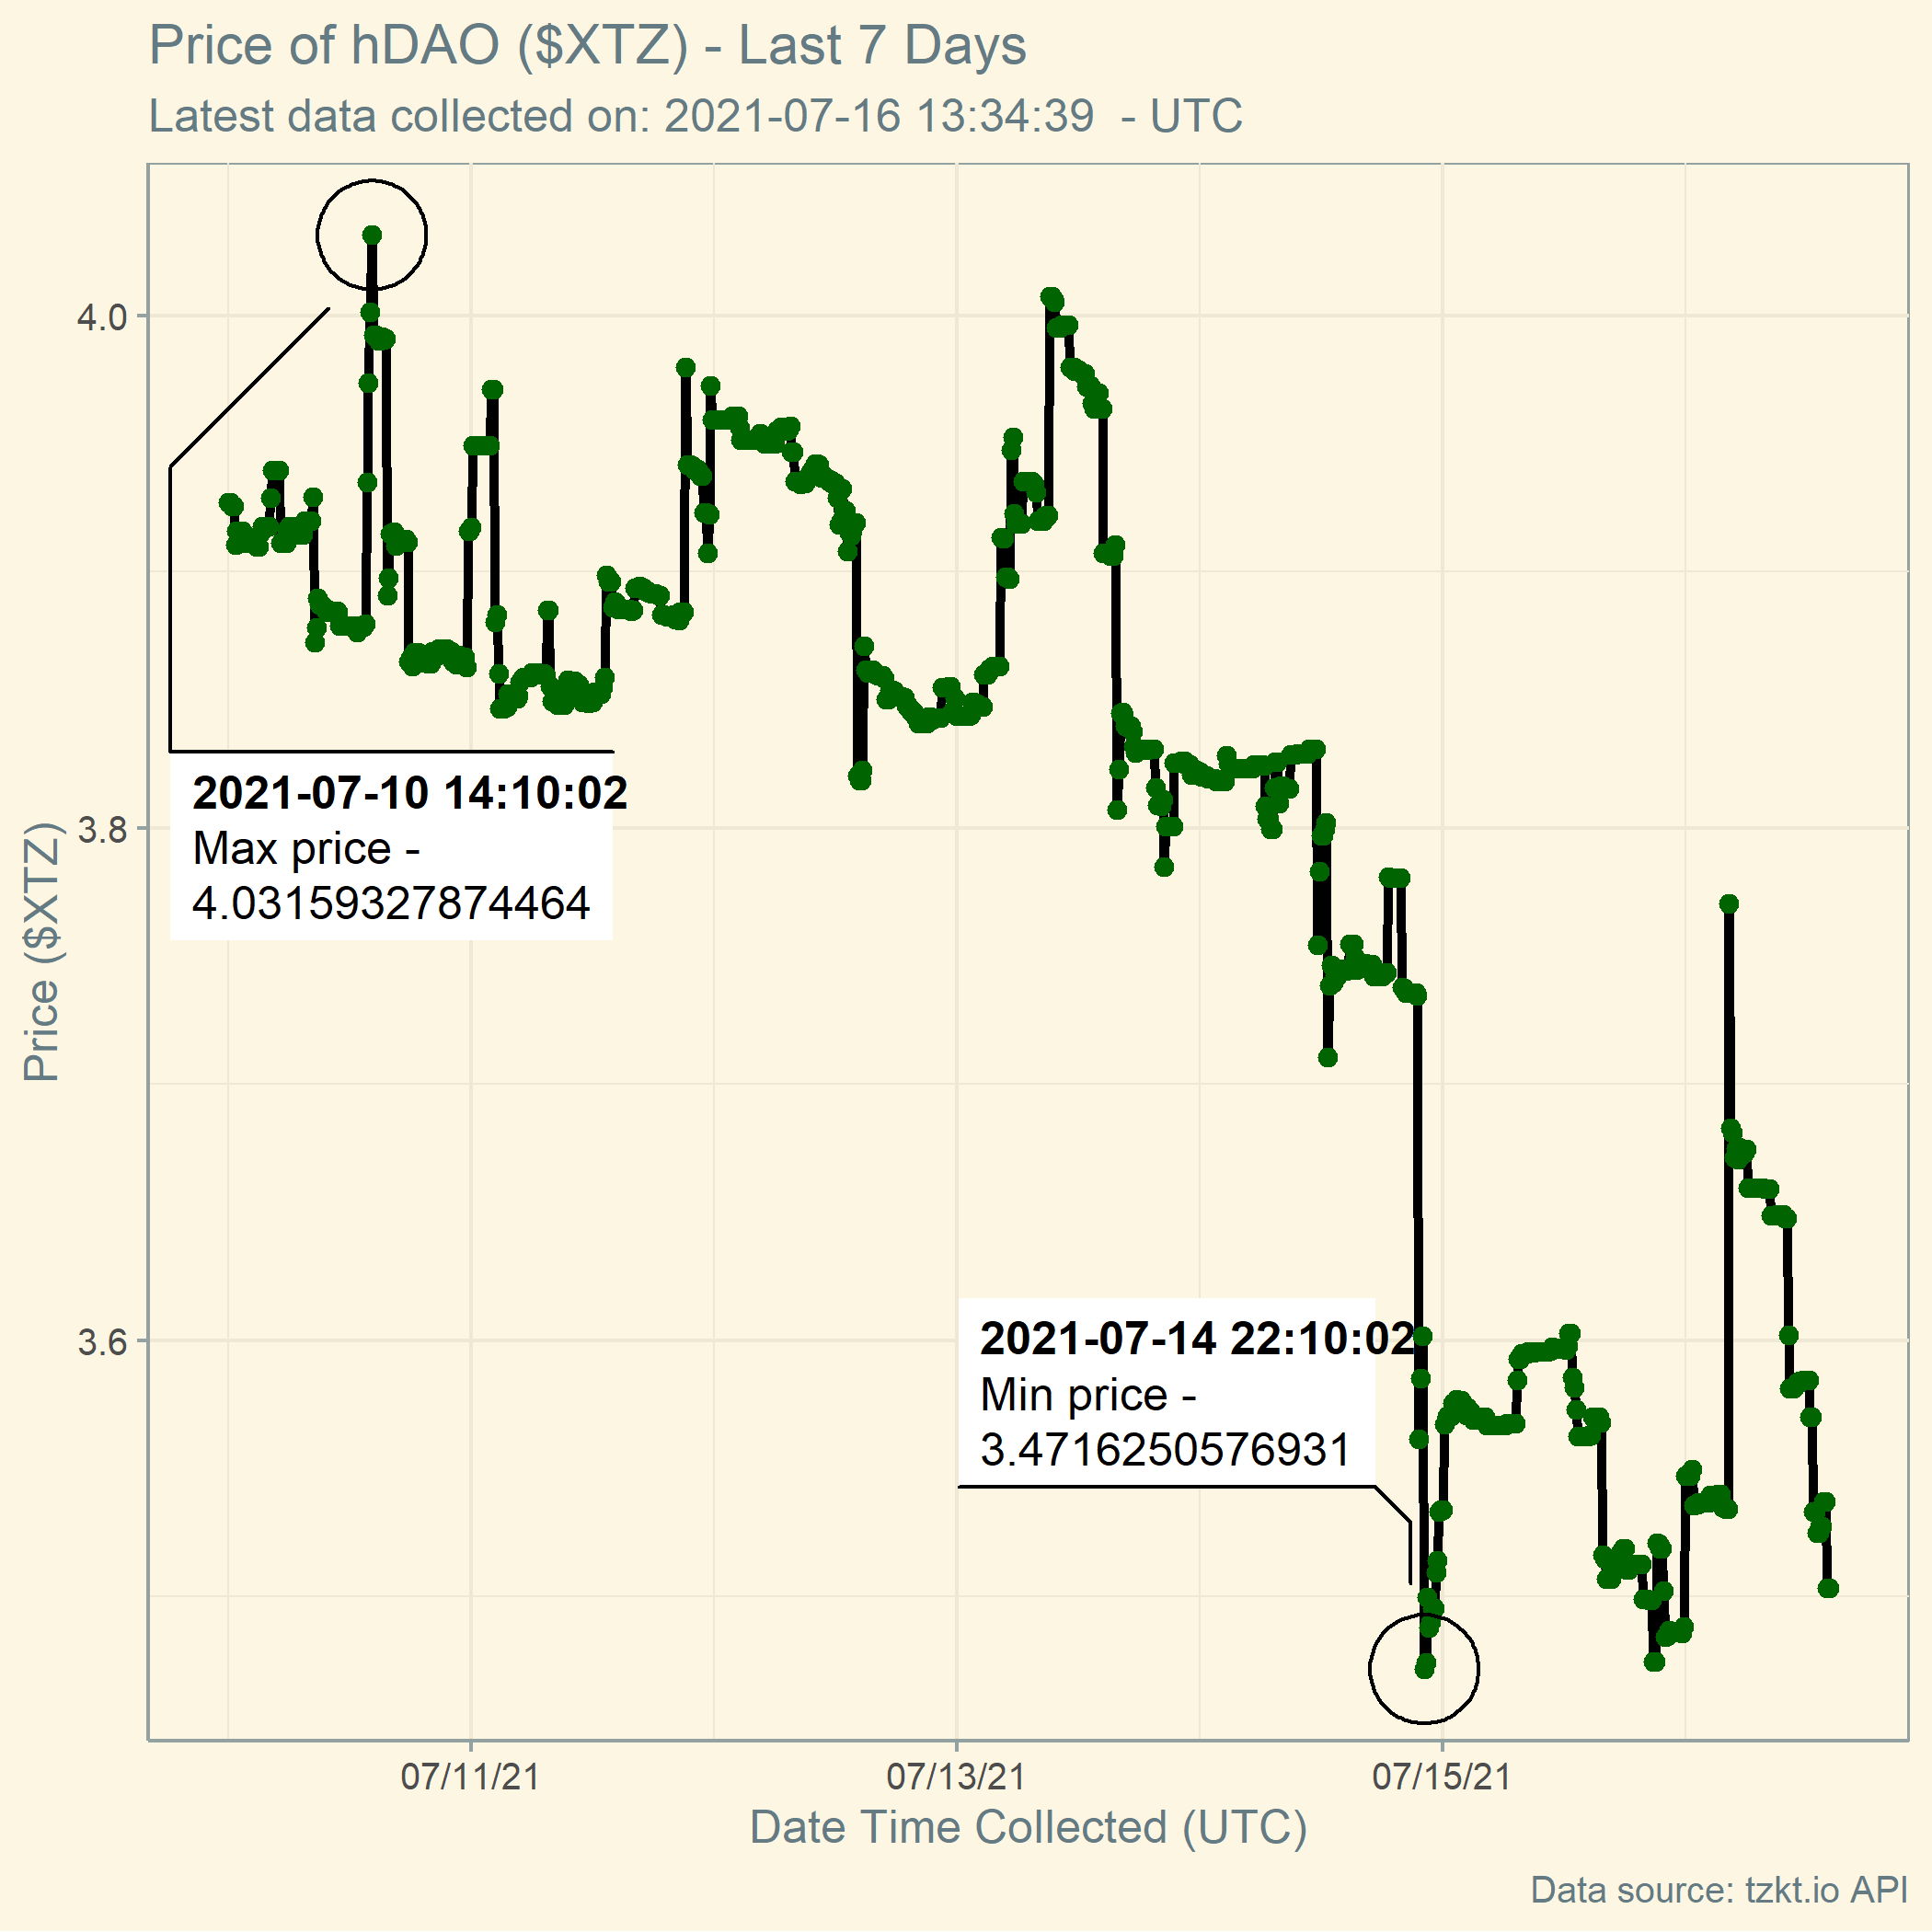 Price of hDAO ($XTZ) - Last 7 Days
Latest data collected on: 2021-07-16 13:34:39  - UTC
Price ($XTZ)
4.0
3.8
3.6
2021-07-10 14:10:02
Max price -
4.03159327874464
2021-07-14 22:10:02
Min price -
3.4716250576931
07/11/21
07/13/21
07/15/21
Date Time Collected (UTC)
Data source: tzkt.io API